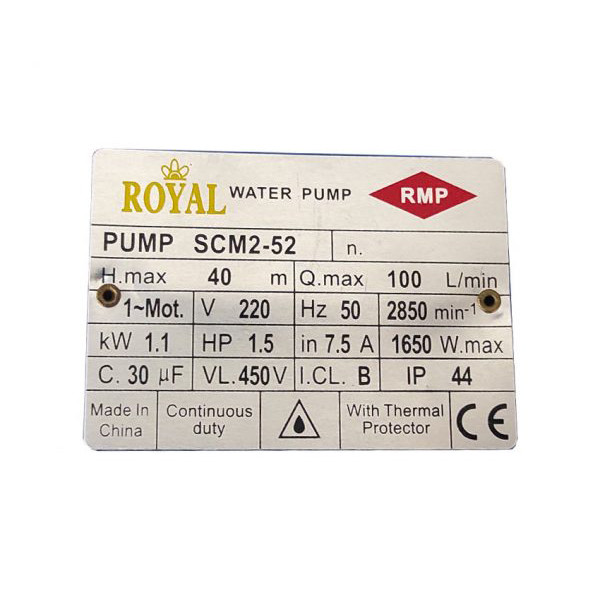 ROYAL WATER PUMP RMP
PUMP SCM2-52 n.
H.max 40 m Q.max 100 L/min
1~Mot. V 220 Hz 50 2850 min-1
kW 1.1 HP 1.5 in 7.5 A 1650 W.max
C. 30 µF VL. 450 V I.CL. B IP 44
Made In China Continuous duty With Thermal Protector CE